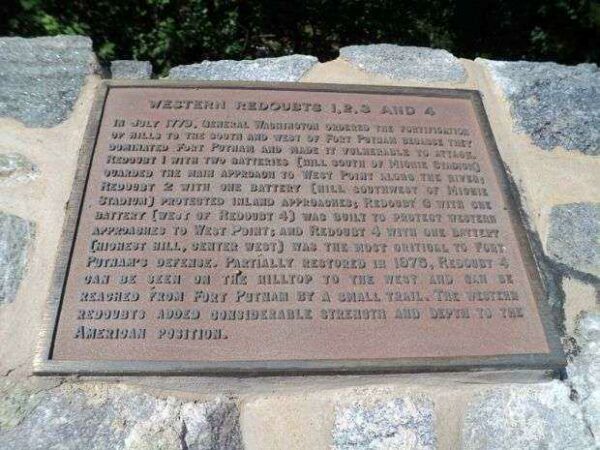 WESTERN REDOUBTS 1, 2, 3 AND 4
IN JULY 1779, GENERAL WASHINGTON ORDERED THE FORTIFICATION
OF HILLS TO THE SOUTH AND WEST OF FORT PUTNAM BECAUSE THEY
DOMINATED FORT PUTNAM AND MADE IT VULNERABLE TO ATTACK.
REDOUBT 1 WITH TWO BATTERIES (HILL SOUTH OF MICHIE STADIUM)
GUARDED THE MAIN APPROACH TO WEST POINT ALONG THE RIVER;
REDOUBT 2 WITH ONE BATTERY (HILL SOUTHWEST OF MICHIE
STADIUM) PROTECTED INLAND APPROACHES; REDOUBT 3 WITH ONE
BATTERY (WEST OF REDOUBT 4) WAS BUILT TO PROTECT WESTERN
APPROACHES TO WEST POINT; AND REDOUBT 4 WITH ONE BATTERY
(HIGHEST HILL, CENTER WEST) WAS THE MOST CRITICAL TO FORT
PUTNAM'S DEFENSE. PARTIALLY RESTORED IN 1976, REDOUBT 4
CAN BE SEEN ON THE HILLTOP TO THE WEST AND CAN BE
REACHED FROM FORT PUTNAM BY A SMALL TRAIL. THE WESTERN
REDOUBTS ADDED CONSIDERABLE STRENGTH AND DEPTH TO THE
AMERICAN POSITION.